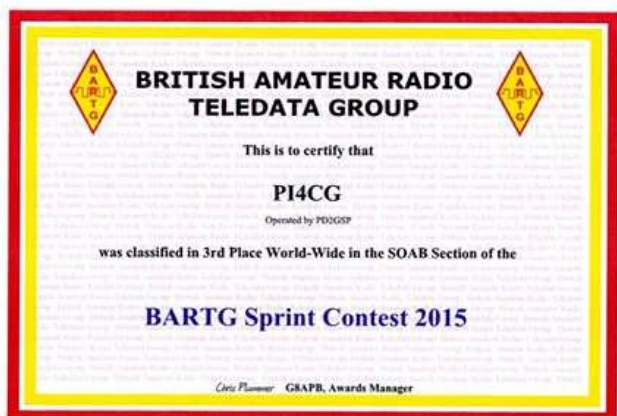 BARTG
BARTG
BRITISH AMATEUR RADIO
TELEDATA GROUP
This is to certify that
PI4CG
Operated by PD2GSP
was classified in 3rd Place World-Wide in the SOAB Section of the
BARTG Sprint Contest 2015
Chris Plummer G8APB, Awards Manager